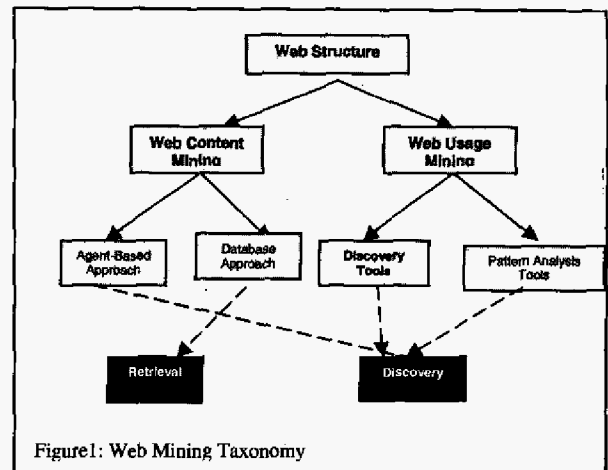 Web Structure
Web Content
Mining
Web Usage
Mining
Agent-Based
Approach
Database
Approach
Discovery
Tools
Pattern Analysis
Tools
Retrieval
Discovery
Figure1: Web Mining Taxonomy